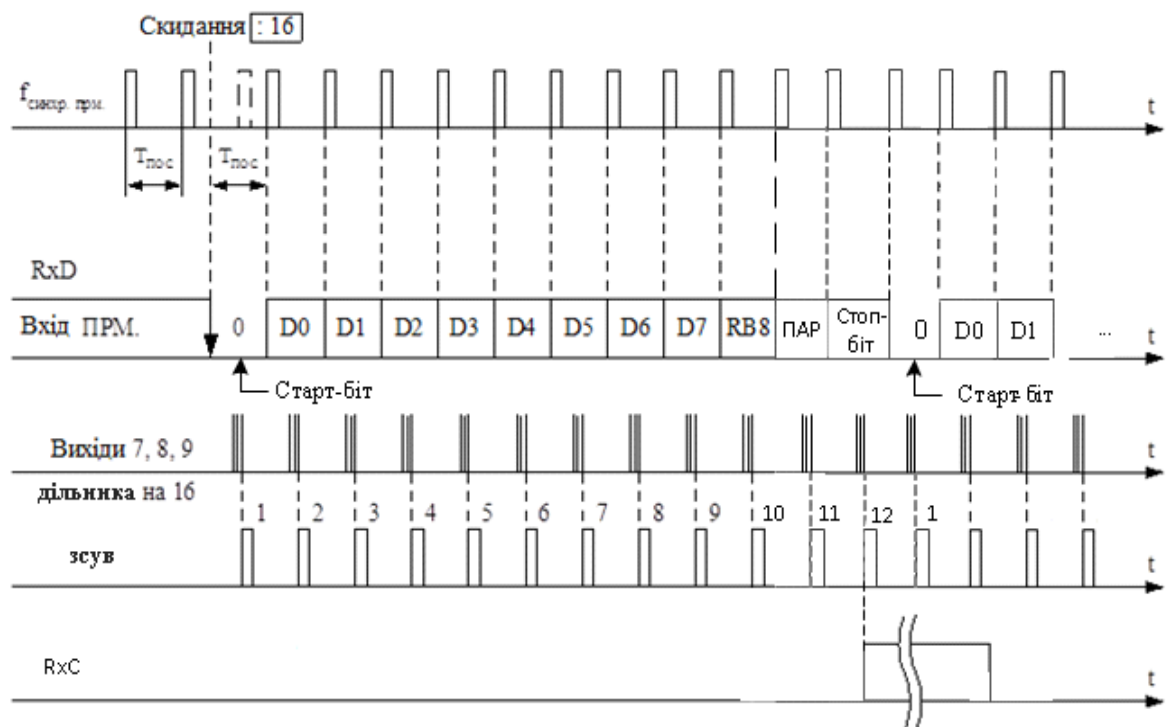 Скидання : 16
fсинхр. прм.
t
Tпос Tпос
RxD
Вхід ПРМ. 0 D0 D1 D2 D3 D4 D5 D6 D7 RB8 ПАР Стоп-біт 0 D0 D1 ... t
Старт-біт Старт біт
Вихіди 7, 8, 9 t
дільника на 16
1 2 3 4 5 6 7 8 9 10 11 12 1
зсув t
RxC t